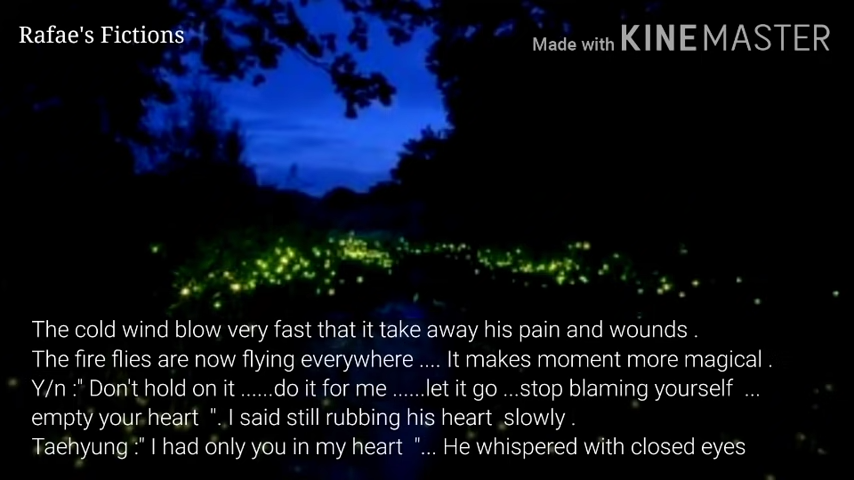 Rafae's Fictions
Made with KINEMASTER
The cold wind blow very fast that it take away his pain and wounds .
The fire flies are now flying everywhere .... It makes moment more magical .
Y/n :" Don't hold on it ......do it for me ......let it go ...stop blaming yourself ...
empty your heart ". I said still rubbing his heart slowly .
Taehyung :" I had only you in my heart "... He whispered with closed eyes